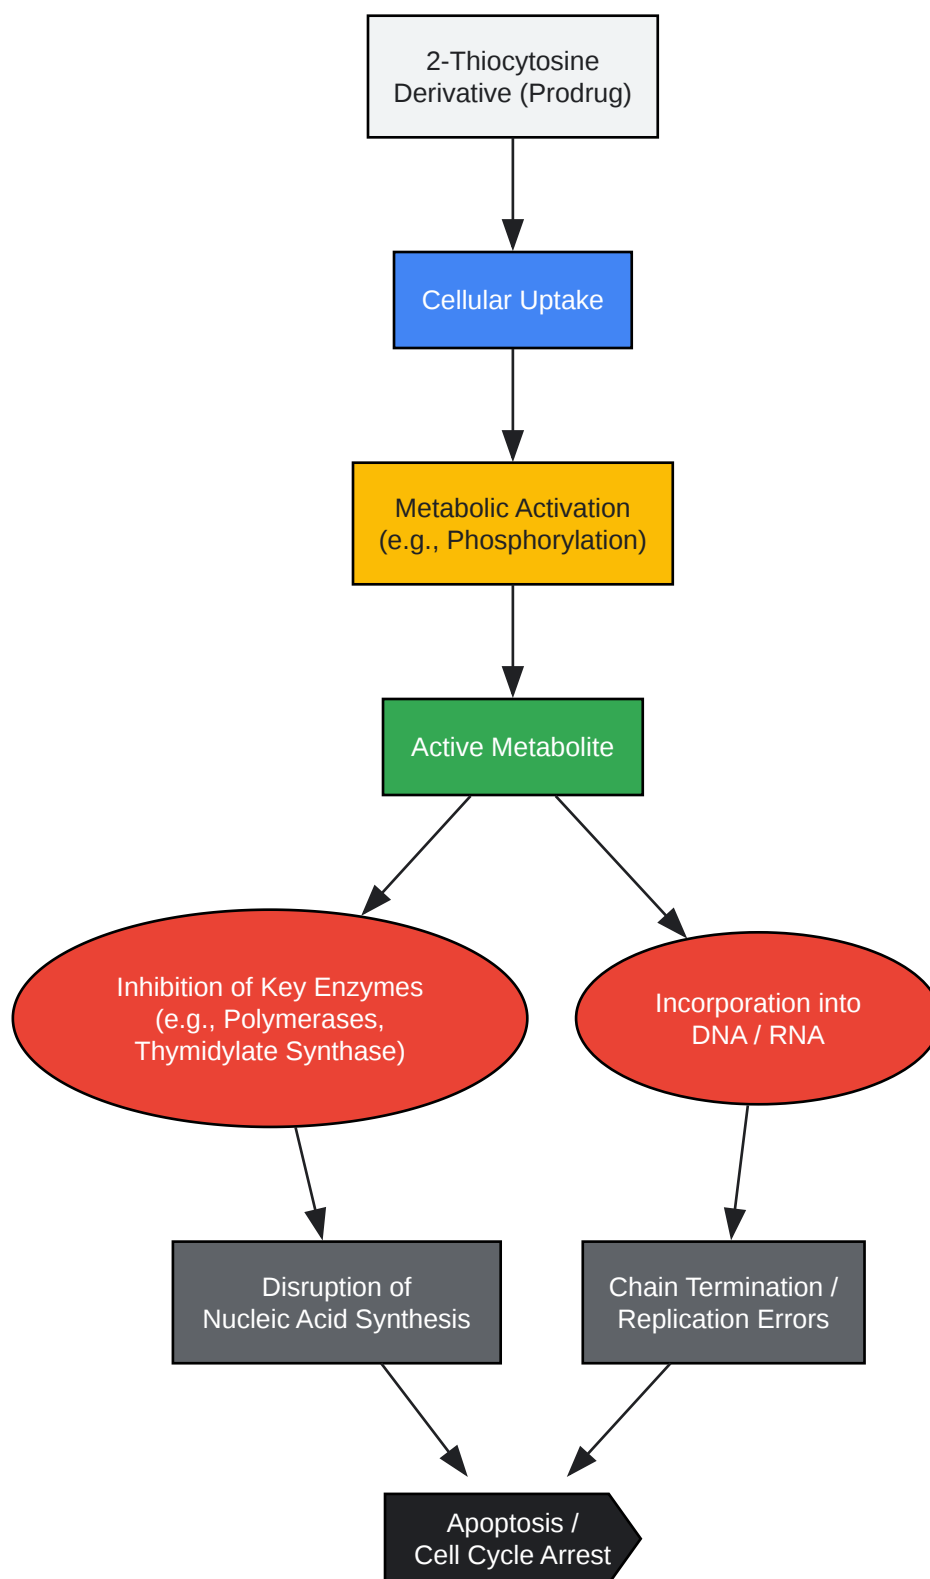 2-Thiocytosine
Derivative (Prodrug)
Cellular Uptake
Metabolic Activation
(e.g., Phosphorylation)
Active Metabolite
Inhibition of Key Enzymes
(e.g., Polymerases,
Thymidylate Synthase)
Incorporation into
DNA / RNA
Disruption of
Nucleic Acid Synthesis
Chain Termination /
Replication Errors
Apoptosis /
Cell Cycle Arrest